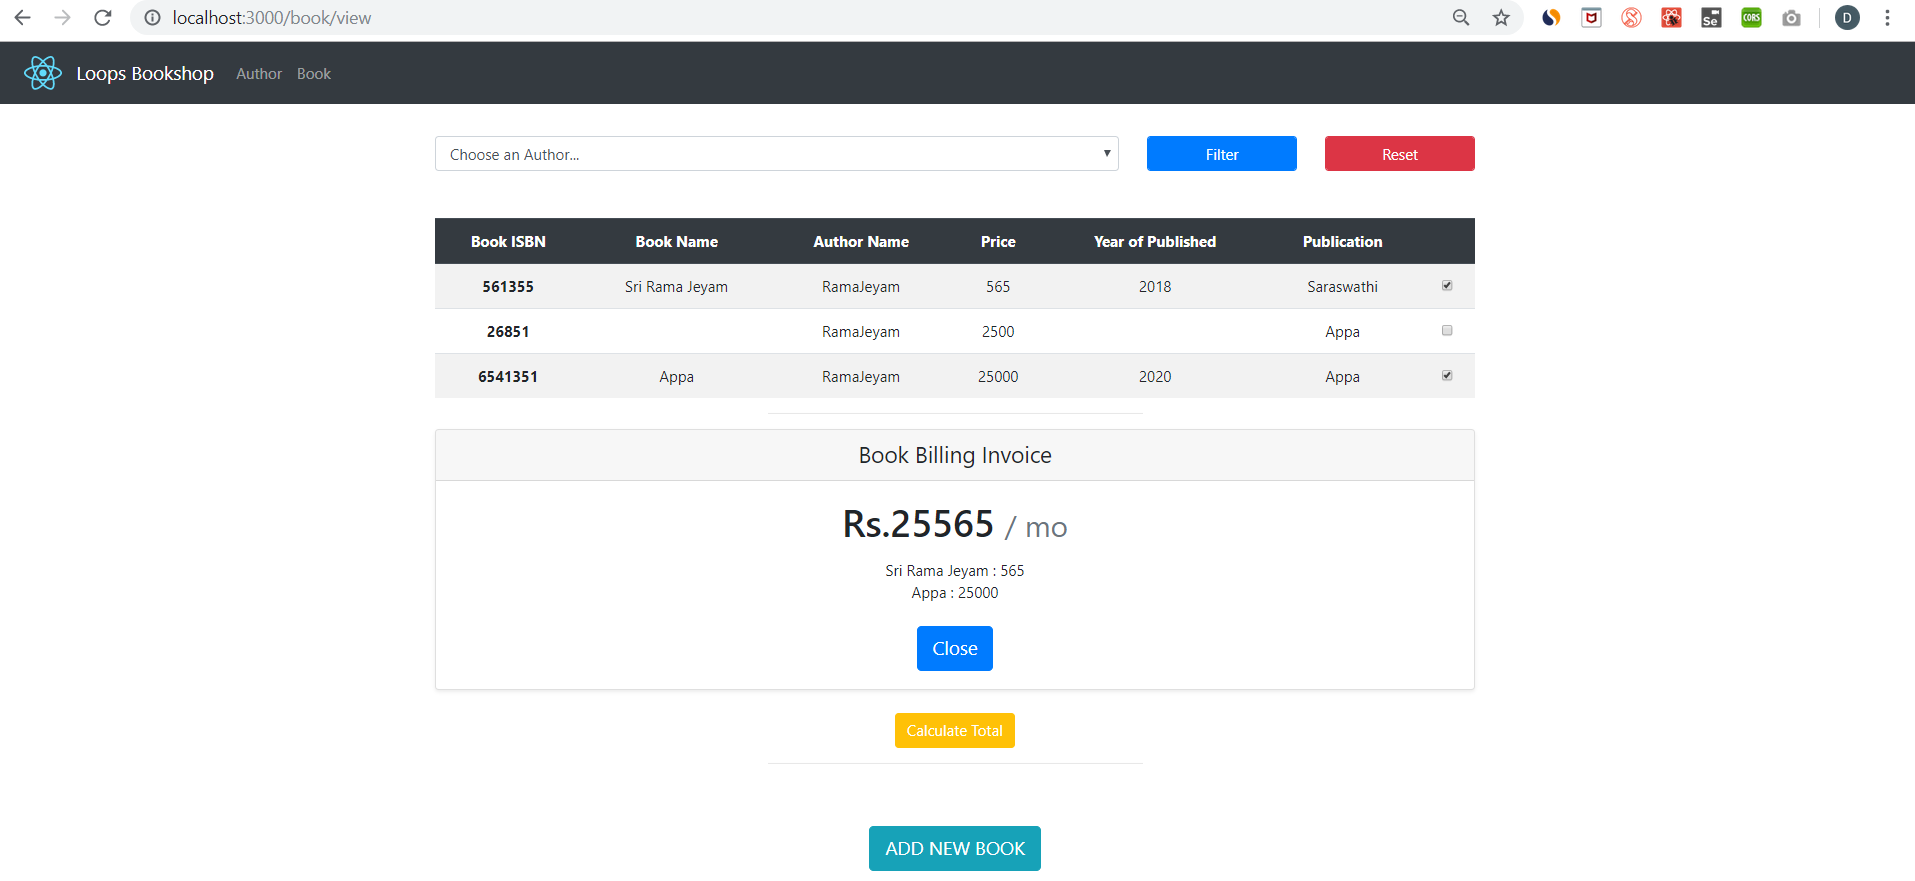 localhost:3000/book/view
Se
CORS
D
Loops Bookshop Author Book
Choose an Author... Filter Reset
Book ISBN Book Name Author Name Price Year of Published Publication
561355 Sri Rama Jeyam RamaJeyam 565 2018 Saraswathi
26851 RamaJeyam 2500 Appa
6541351 Appa RamaJeyam 25000 2020 Appa
Book Billing Invoice
Rs.25565 / mo
Sri Rama Jeyam : 565
Appa : 25000
Close
Calculate Total
ADD NEW BOOK